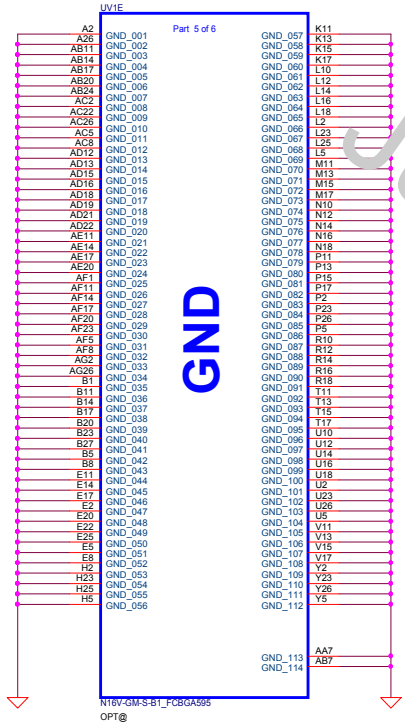 UV1E
Part 5 of 6
A2 GND_001 GND_057 K11
A26 GND_002 GND_058 K13
AB11 GND_003 GND_059 K15
AB14 GND_004 GND_060 K17
AB17 GND_005 GND_061 L10
AB20 GND_006 GND_062 L12
AB24 GND_007 GND_063 L14
AC2 GND_008 GND_064 L16
AC22 GND_009 GND_065 L18
AC26 GND_010 GND_066 L2
AC5 GND_011 GND_067 L23
AC8 GND_012 GND_068 L25
AD12 GND_013 GND_069 L5
AD13 GND_014 GND_070 M11
AD15 GND_015 GND_071 M13
AD16 GND_016 GND_072 M15
AD18 GND_017 GND_073 M17
AD19 GND_018 GND_074 N10
AD21 GND_019 GND_075 N12
AD22 GND_020 GND_076 N14
AE11 GND_021 GND_077 N16
AE14 GND_022 GND_078 N18
AE17 GND_023 GND_079 P11
AE20 GND_024 GND_080 P13
AF1 GND_025 GND_081 P15
AF11 GND_026 GND_082 P17
AF14 GND_027 GND_083 P2
AF17 GND_028 GND_084 P23
AF20 GND_029 GND_085 P26
AF23 GND_030 GND_086 P5
AF5 GND_031 GND_087 R10
AF8 GND_032 GND_088 R12
AG2 GND_033 GND_089 R14
AG26 GND_034 GND_090 R16
B1 GND_035 GND_091 R18
B11 GND_036 GND_092 T11
B14 GND_037 GND_093 T13
B17 GND_038 GND_094 T15
B20 GND_039 GND_095 T17
B23 GND_040 GND_096 U10
B27 GND_041 GND_097 U12
B5 GND_042 GND_098 U14
B8 GND_043 GND_099 U16
E11 GND_044 GND_100 U18
E14 GND_045 GND_101 U2
E17 GND_046 GND_102 U23
E2 GND_047 GND_103 U26
E20 GND_048 GND_104 U5
E22 GND_049 GND_105 V11
E25 GND_050 GND_106 V13
E5 GND_051 GND_107 V15
E8 GND_052 GND_108 V17
H2 GND_053 GND_109 Y2
H23 GND_054 GND_110 Y23
H25 GND_055 GND_111 Y26
H5 GND_056 GND_112 Y5
GND
GND_113 AA7
GND_114 AB7
N16V-GM-S-B1_FCBGA595
OPT@